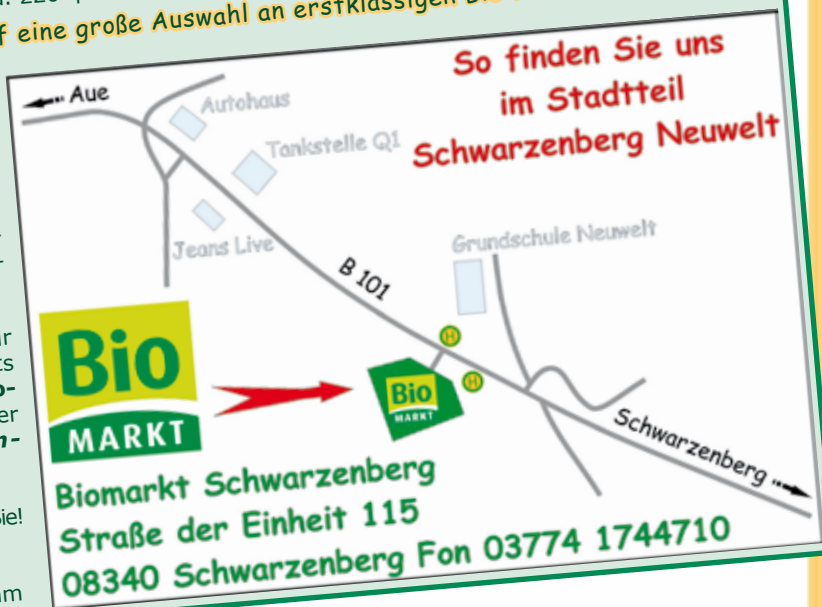 f eine große Auswahl an erstklassigen
Aue
Autohaus
Tankstelle Q1
Jeans Live
So finden Sie uns
im Stadtteil
Schwarzenberg Neuwelt
Grundschule Neuwelt
B 101
H
H
Bio
MARKT
Bio
MARKT
Schwarzenberg
Biomarkt Schwarzenberg
Straße der Einheit 115
08340 Schwarzenberg Fon 03774 1744710